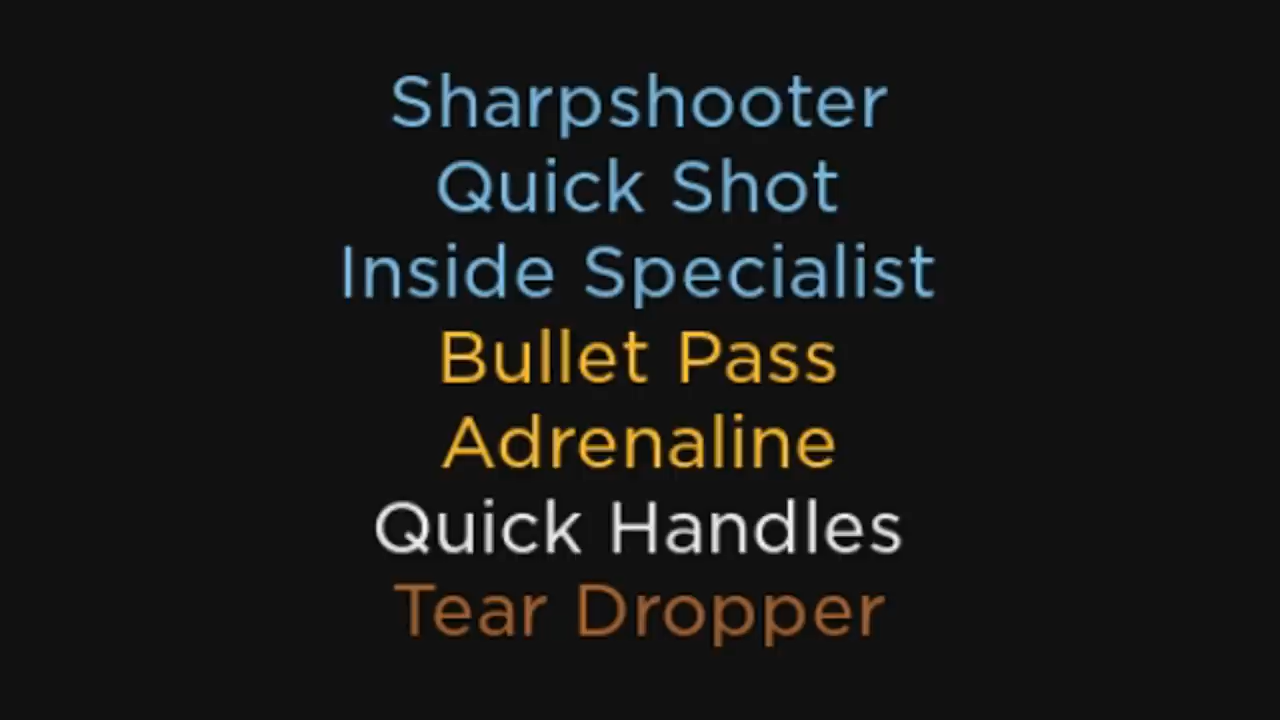 Sharpshooter
Quick Shot
Inside Specialist
Bullet Pass
Adrenaline
Quick Handles
Tear Dropper